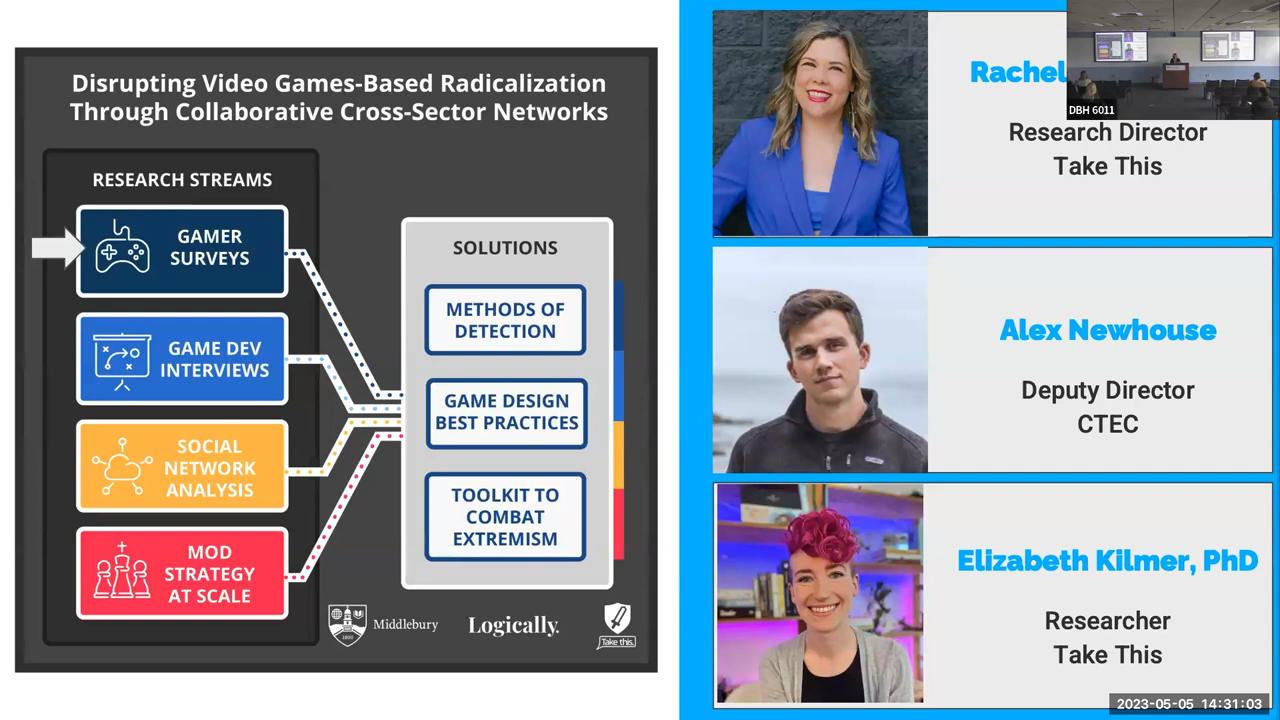 Disrupting Video Games-Based Radicalization
Through Collaborative Cross-Sector Networks
RESEARCH STREAMS
GAMER
SURVEYS
GAME DEV
INTERVIEWS
SOCIAL
NETWORK
ANALYSIS
MOD
STRATEGY
AT SCALE
SOLUTIONS
METHODS OF
DETECTION
GAME DESIGN
BEST PRACTICES
TOOLKIT TO
COMBAT
EXTREMISM
1800
Middlebury
Logically.
Take this.
Rachel
Research Director
Take This
DBH 6011
Alex Newhouse
Deputy Director
CTEC
Elizabeth Kilmer, PhD
Researcher
Take This
2023-05-05 14:31:03